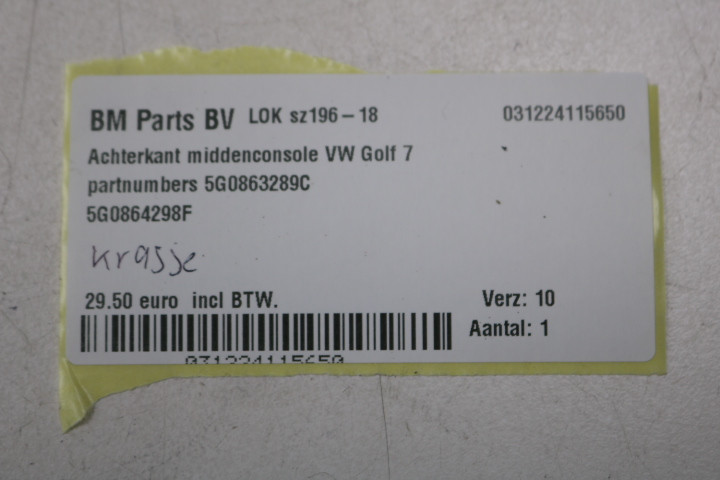 BM Parts BV LOK sz196-18 031224115650
Achterkant middenconsole VW Golf 7
partnumbers 5G0863289C
5G0864298F
krasje
29.50 euro incl BTW. Verz: 10
Aantal: 1
031224115650